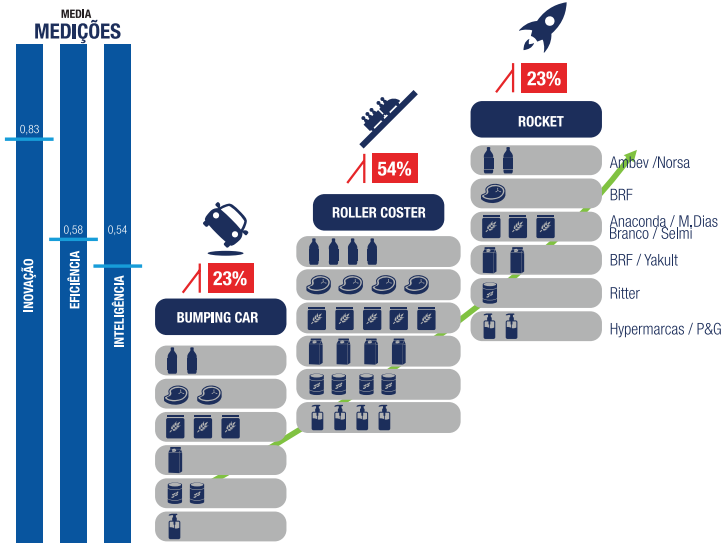 MEDIA
MEDIÇÕES
0,83
0,58
0,54
INOVAÇÃO
EFICIÊNCIA
INTELIGÊNCIA
23%
BUMPING CAR
54%
ROLLER COSTER
23%
ROCKET
Ambev /Norsa
BRF
Anaconda / M.Dias
Branco / Selmi
BRF / Yakult
Ritter
Hypermarcas / P&G